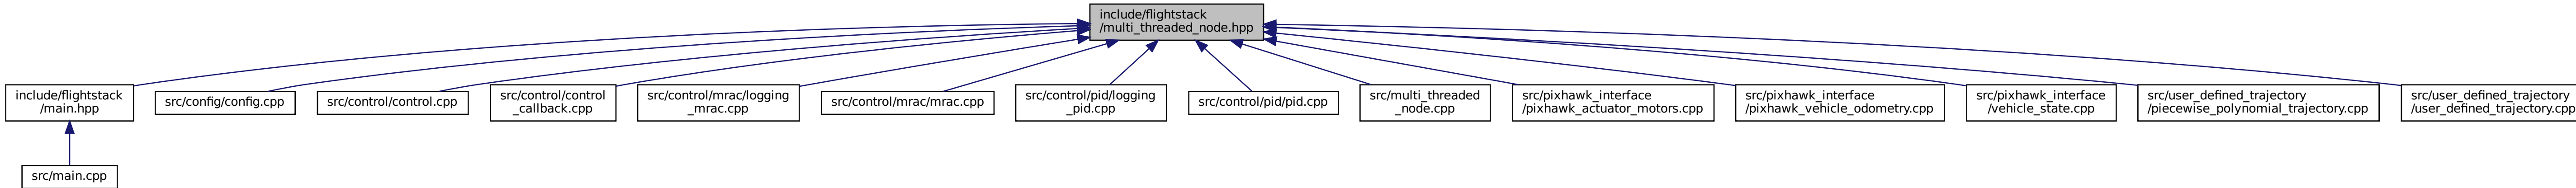 include/flightstack
/multi_threaded_node.hpp
include/flightstack
/main.hpp
src/config/config.cpp
src/control/control.cpp
src/control/control
_callback.cpp
src/control/mrac/logging
_mrac.cpp
src/control/mrac/mrac.cpp
src/control/pid/logging
_pid.cpp
src/control/pid/pid.cpp
src/multi_threaded
_node.cpp
src/pixhawk_interface
/pixhawk_actuator_motors.cpp
src/pixhawk_interface
/pixhawk_vehicle_odometry.cpp
src/pixhawk_interface
/vehicle_state.cpp
src/user_defined_trajectory
/piecewise_polynomial_trajectory.cpp
src/user_defined_trajectory
/user_defined_trajectory.cpp
src/main.cpp